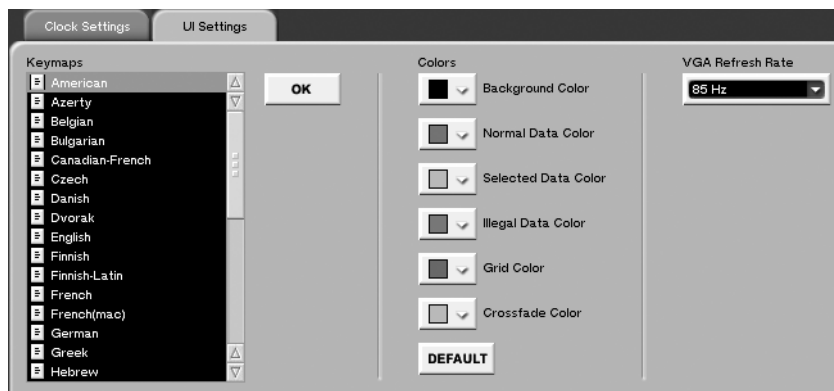 Clock Settings
UI Settings
Keymaps
American
Azerty
Belgian
Bulgarian
Canadian-French
Czech
Danish
Dvorak
English
Finnish
Finnish-Latin
French
French(mac)
German
Greek
Hebrew
OK
Colors
Background Color
Normal Data Color
Selected Data Color
Illegal Data Color
Grid Color
Crossfade Color
DEFAULT
VGA Refresh Rate
85 Hz